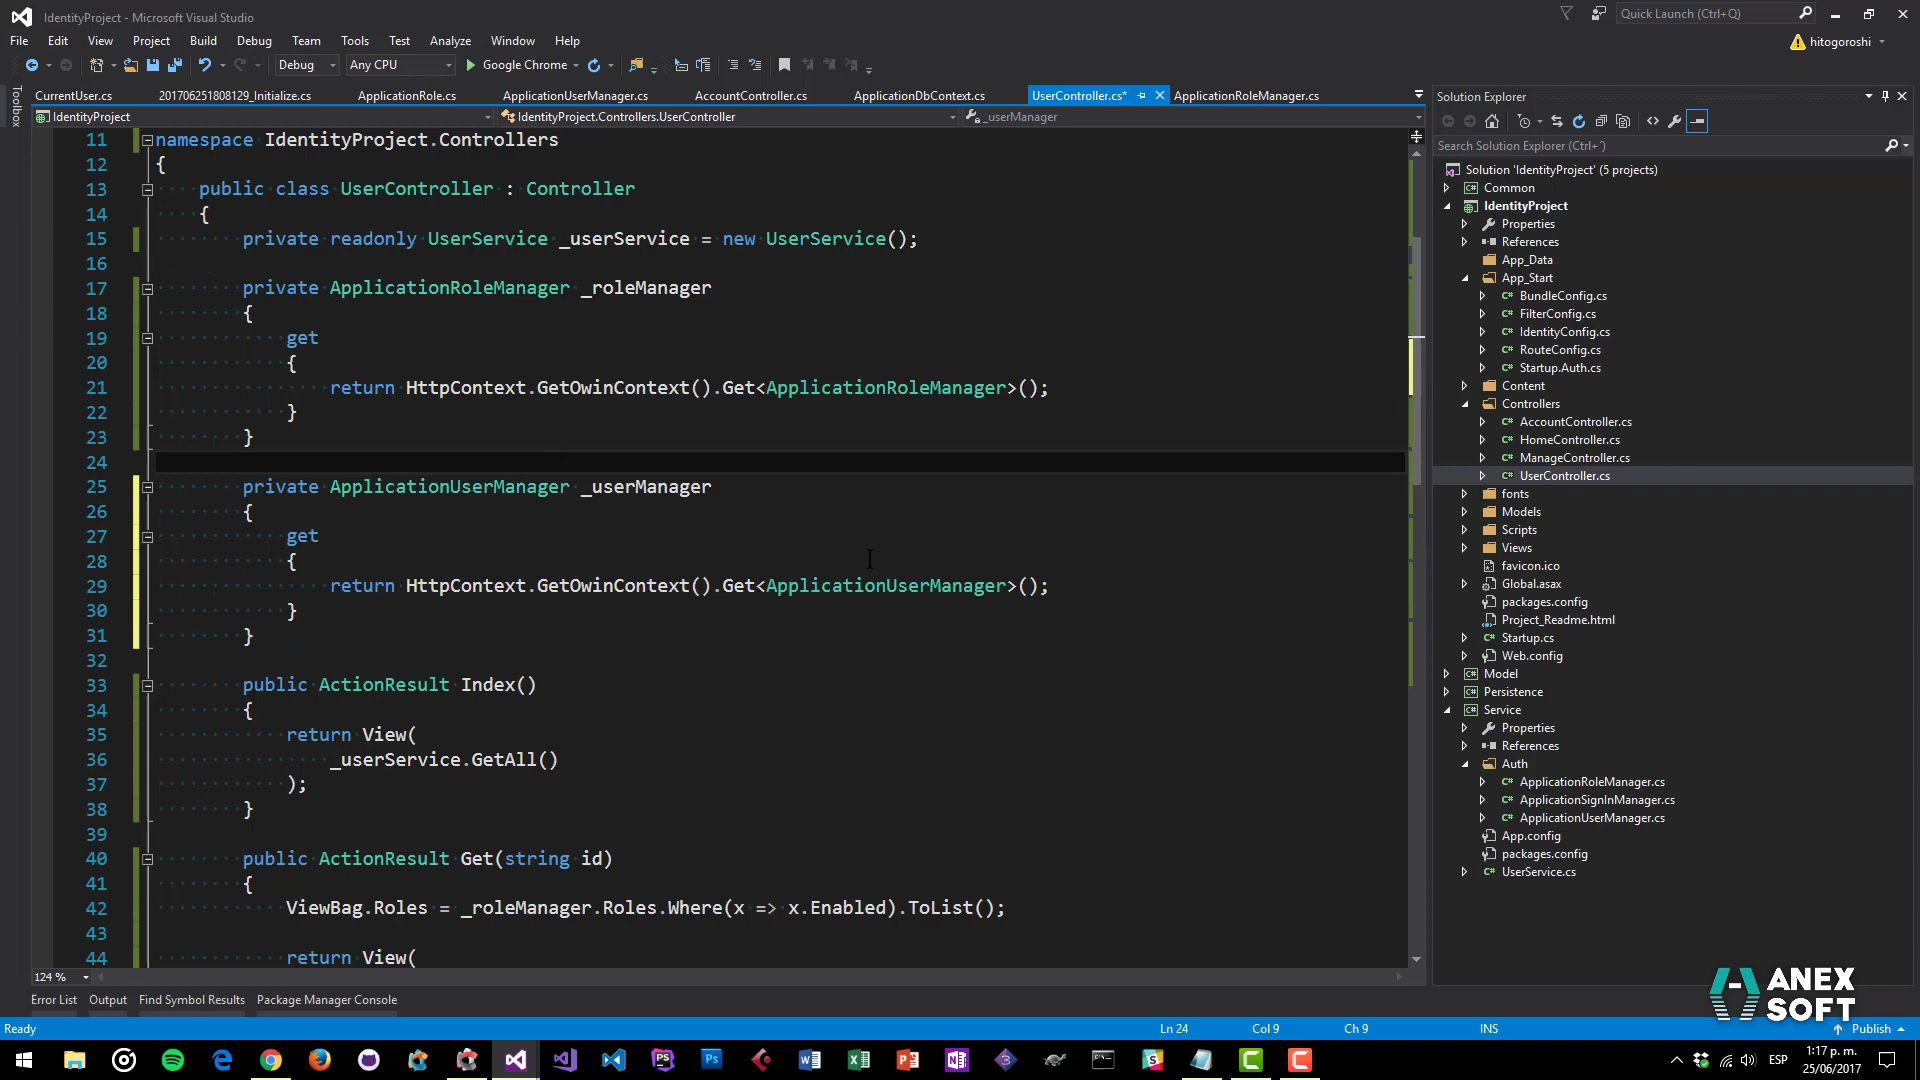 IdentityProject - Microsoft Visual Studio
Quick Launch (Ctrl+Q)
File Edit View Project Build Debug Team Tools Test Analyze Window Help
hitogoroshi
Debug Any CPU Google Chrome
Toolbox
CurrentUser.cs 201706251808129_Initialize.cs ApplicationRole.cs ApplicationUserManager.cs AccountController.cs ApplicationDbContext.cs UserController.cs* ApplicationRoleManager.cs
IdentityProject IdentityProject.Controllers.UserController _userManager
11 namespace IdentityProject.Controllers
12 {
13 public class UserController : Controller
14 {
15 private readonly UserService _userService = new UserService();
16
17 private ApplicationRoleManager _roleManager
18 {
19 get
20 {
21 return HttpContext.GetOwinContext().Get<ApplicationRoleManager>();
22 }
23 }
24
25 private ApplicationUserManager _userManager
26 {
27 get
28 {
29 return HttpContext.GetOwinContext().Get<ApplicationUserManager>();
30 }
31 }
32
33 public ActionResult Index()
34 {
35 return View(
36 _userService.GetAll()
37 );
38 }
39
40 public ActionResult Get(string id)
41 {
42 ViewBag.Roles = _roleManager.Roles.Where(x => x.Enabled).ToList();
43
44 return View(
124 %
Solution Explorer
Search Solution Explorer (Ctrl+´)
Solution 'IdentityProject' (5 projects)
Common
IdentityProject
Properties
References
App_Data
App_Start
BundleConfig.cs
FilterConfig.cs
IdentityConfig.cs
RouteConfig.cs
Startup.Auth.cs
Content
Controllers
AccountController.cs
HomeController.cs
ManageController.cs
UserController.cs
fonts
Models
Scripts
Views
favicon.ico
Global.asax
packages.config
Project_Readme.html
Startup.cs
Web.config
Model
Persistence
Service
Properties
References
Auth
ApplicationRoleManager.cs
ApplicationSignInManager.cs
ApplicationUserManager.cs
App.config
packages.config
UserService.cs
ANEX
SOFT
Error List Output Find Symbol Results Package Manager Console
Ready Ln 24 Col 9 Ch 9 INS Publish
ESP
1:17 p. m.
25/06/2017